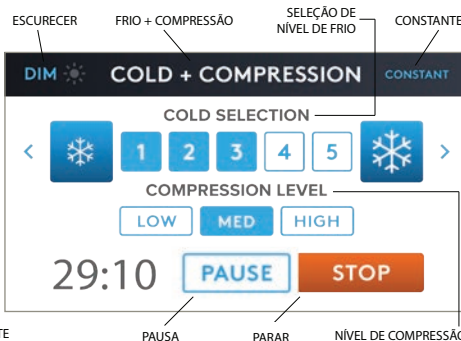 ESCURECER FRIO + COMPRESSÃO SELEÇÃO DE NÍVEL DE FRIO CONSTANTE
DIM COLD + COMPRESSION CONSTANT
COLD SELECTION
1 2 3 4 5
COMPRESSION LEVEL
LOW MED HIGH
29:10 PAUSE STOP
TE PAUSA PARAR NÍVEL DE COMPRESSÃO